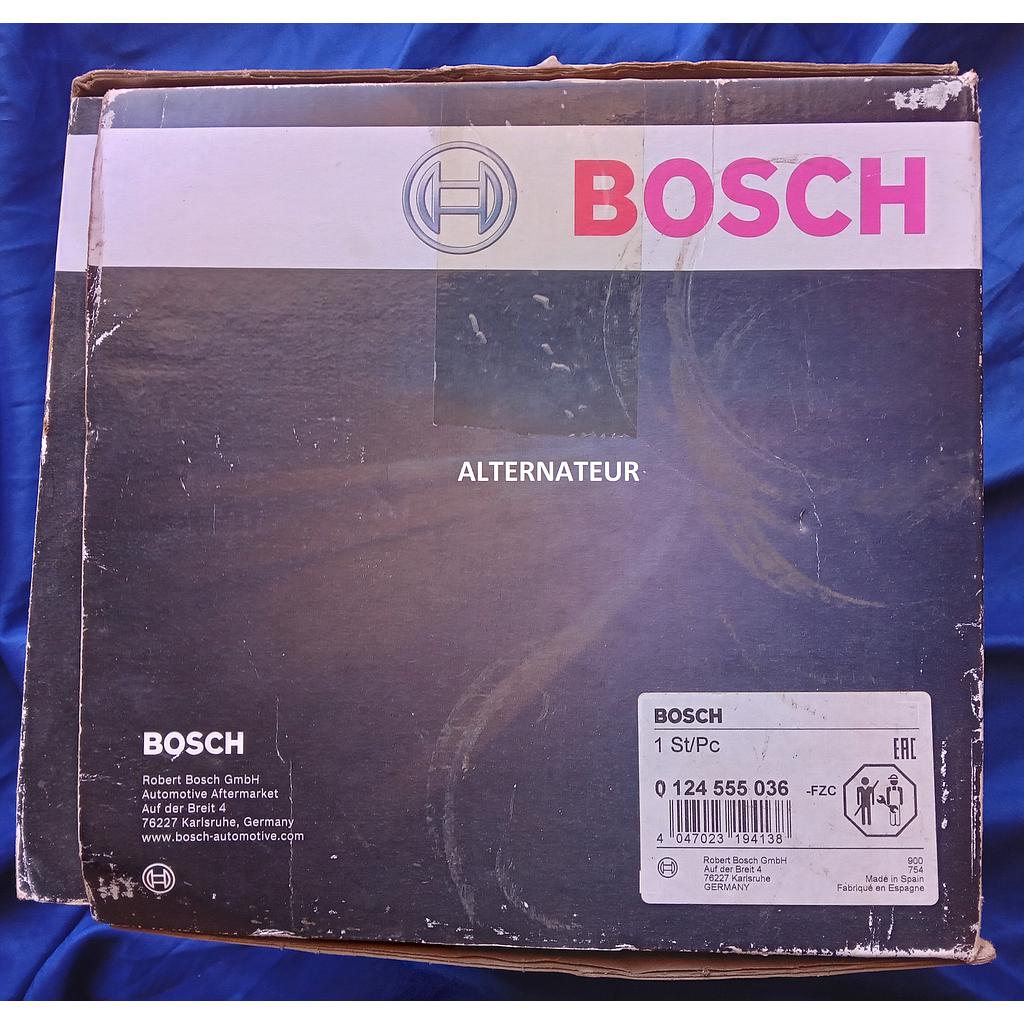 BOSCH
ALTERNATEUR
BOSCH
Robert Bosch GmbH
Automotive Aftermarket
Auf der Breit 4
76227 Karlsruhe, Germany
www.bosch-automotive.com
BOSCH
1 St/Pc
EAC
0 124 555 036 -FZC
4 047023 194138
Robert Bosch GmbH
Auf der Breit 4
76227 Karlsruhe
GERMANY
900
754
Made in Spain
Fabriqué en Espagne